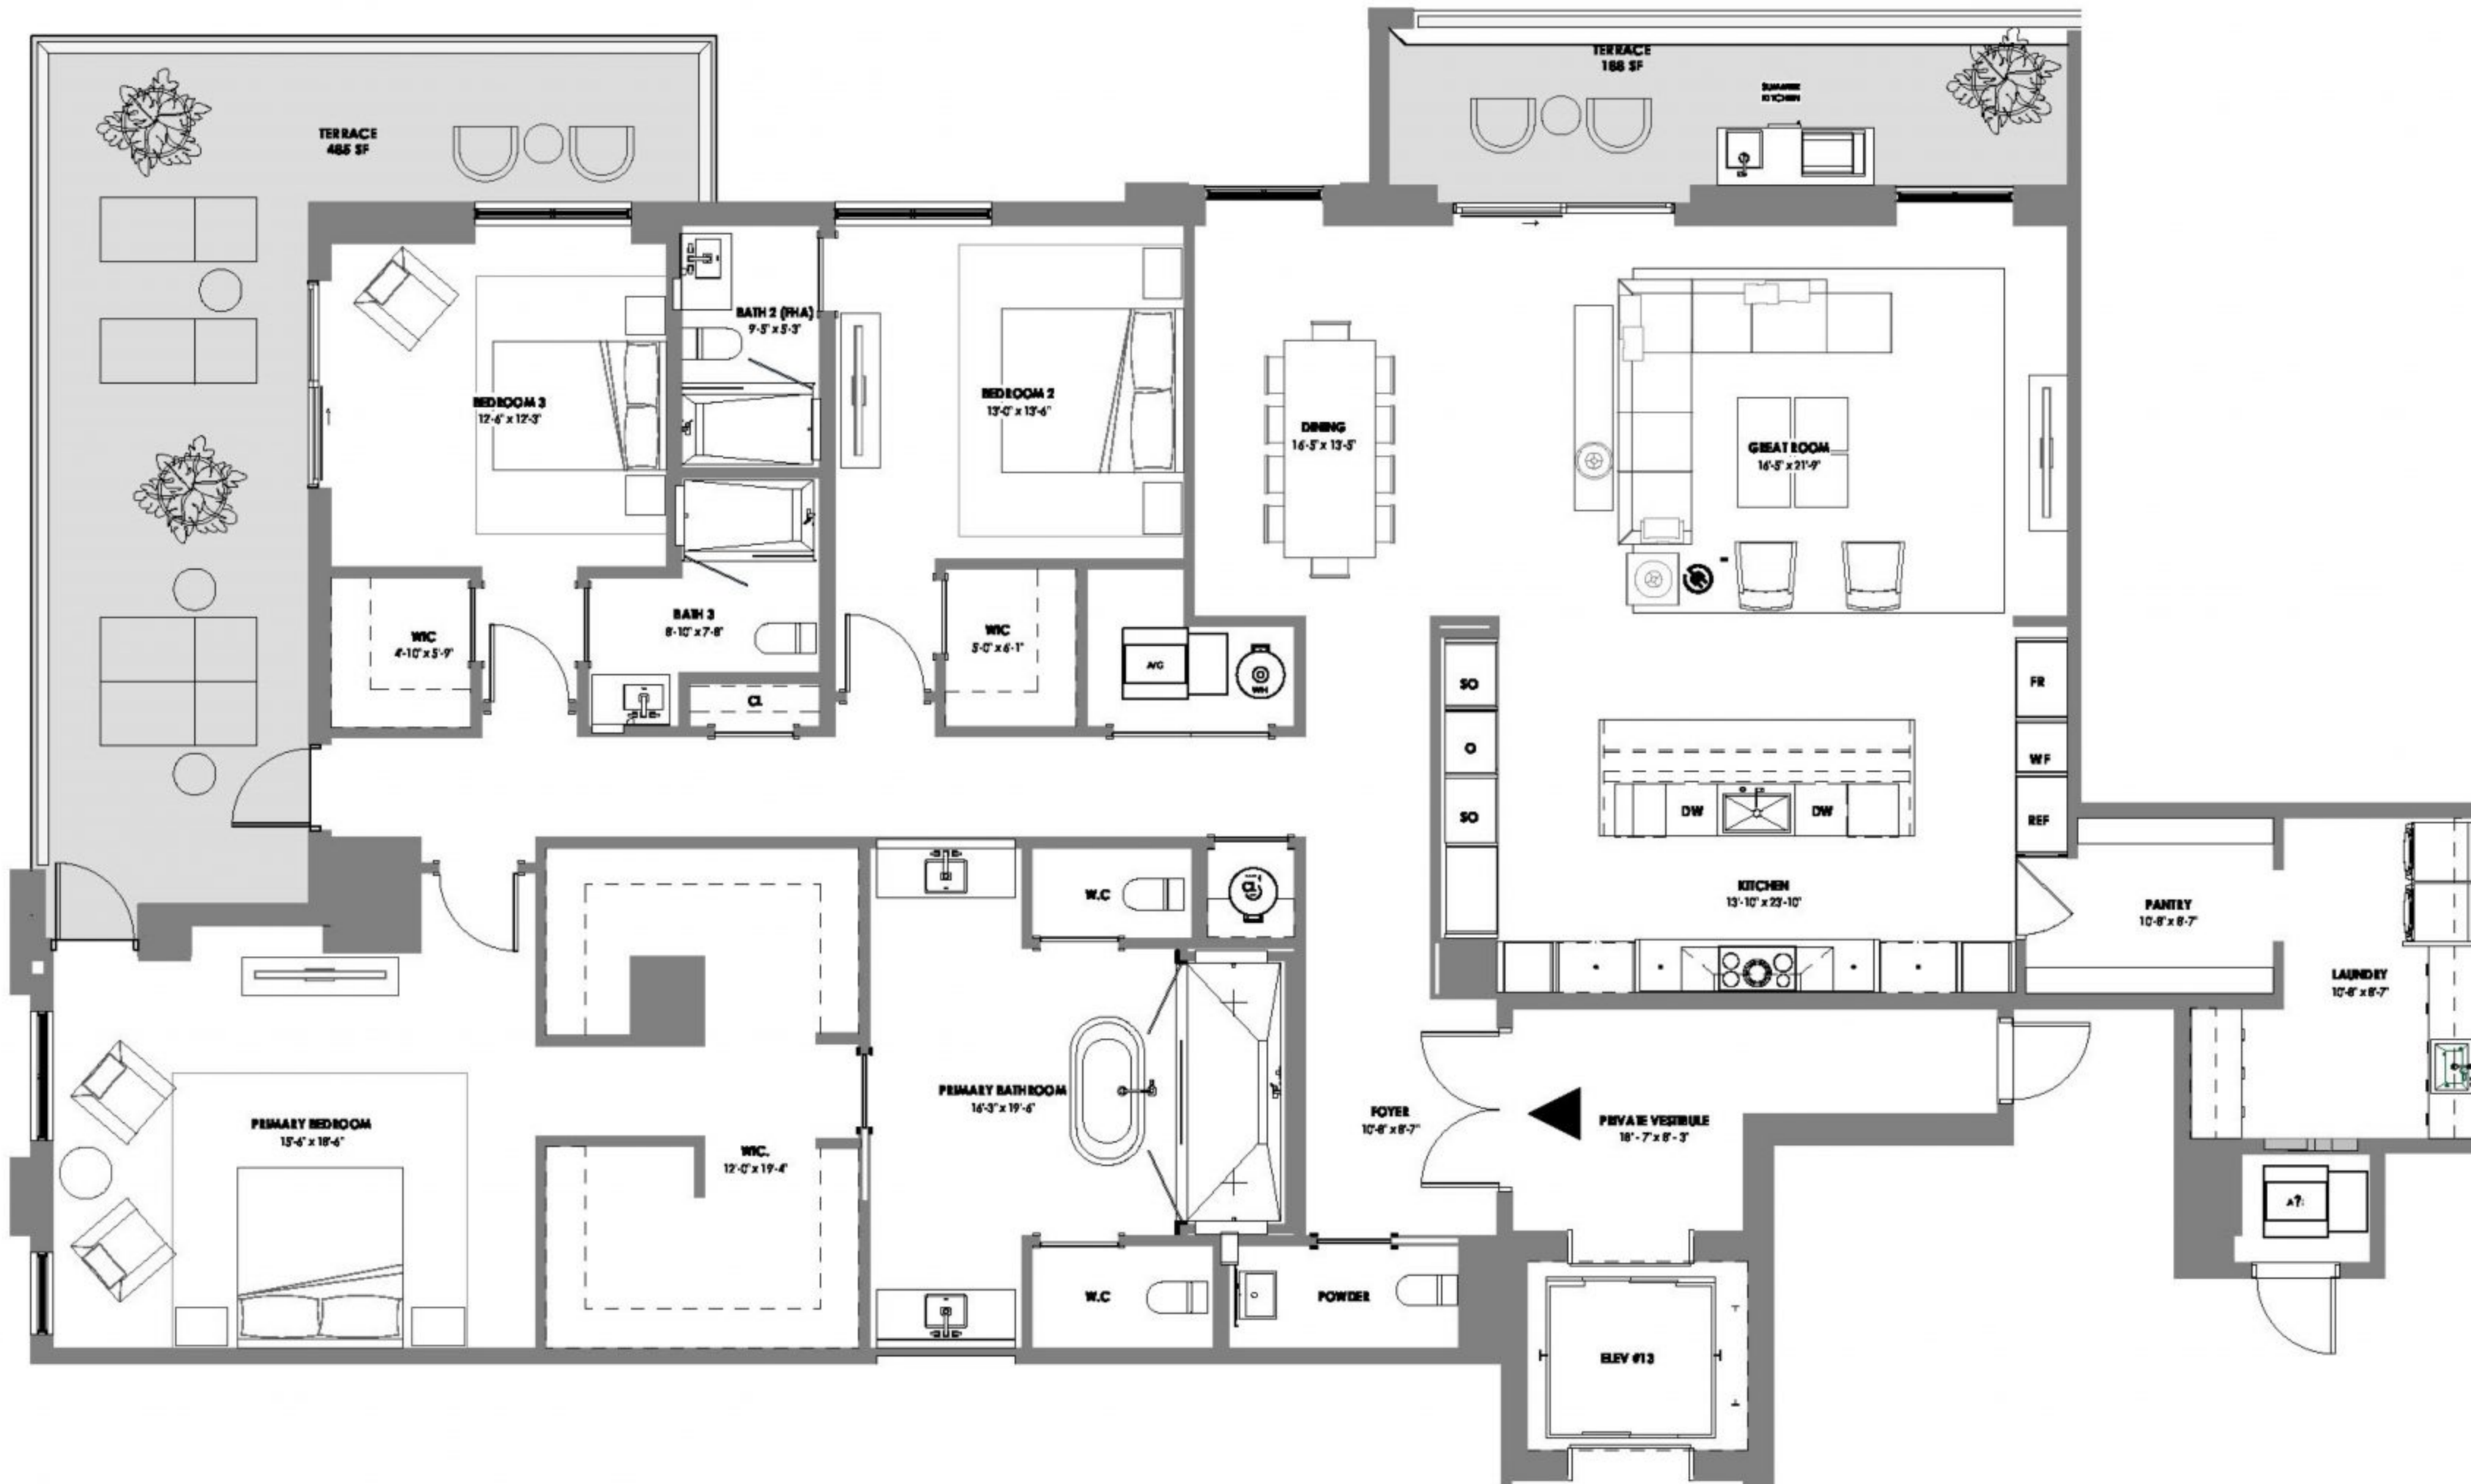 TERRACE
188 SF
SUMMER
KITCHEN
TERRACE
485 SF
BATH 2 (FHA)
9'-5" x 5'-3"
BEDROOM 3
12'-6" x 12'-3"
BEDROOM 2
13'-0" x 13'-6"
DINING
16'-5" x 13'-5"
GREAT ROOM
16'-5" x 21'-9"
WIC
4'-10" x 5'-9"
BATH 3
8'-10" x 7'-8"
WIC
5'-0" x 6'-1"
A/C
WH
CL
SO
O
SO
FR
WF
REF
DW
DW
KITCHEN
13'-10" x 23'-10"
PANTRY
10'-8" x 8'-7"
LAUNDRY
10'-8" x 8'-7"
W.C
CL
PRIMARY BATHROOM
16'-3" x 19'-6"
PRIMARY BEDROOM
15'-6" x 18'-6"
WIC.
12'-0" x 19'-4"
FOYER
10'-8" x 8'-7"
PRIVATE VESTIBULE
18' - 7" x 8' - 3"
W.C
POWDER
ELEV #13